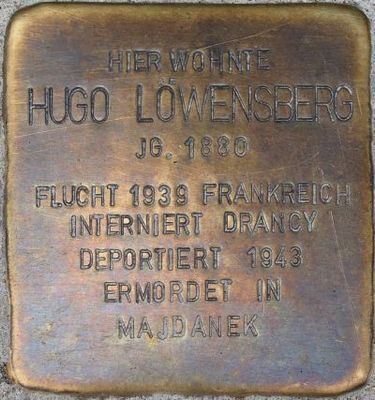 HIER WOHNTE
HUGO LÖWENSBERG
JG. 1880
FLUCHT 1939 FRANKREICH
INTERNIERT DRANCY
DEPORTIERT 1943
ERMORDET IN
MAJDANEK